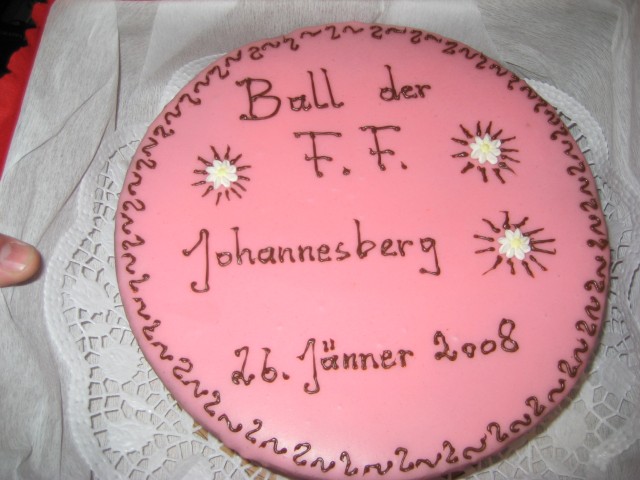 Ball der
F. F.
Johannesberg
26. Jänner 2008